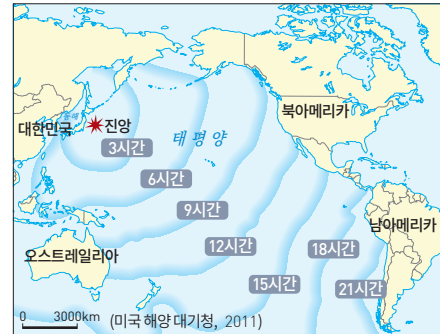 북아메리카
대한민국
진앙
태평양
3시간
6시간
9시간
남아메리카
12시간
18시간
오스트레일리아
15시간
21시간
0 3000km (미국 해양 대기청, 2011)